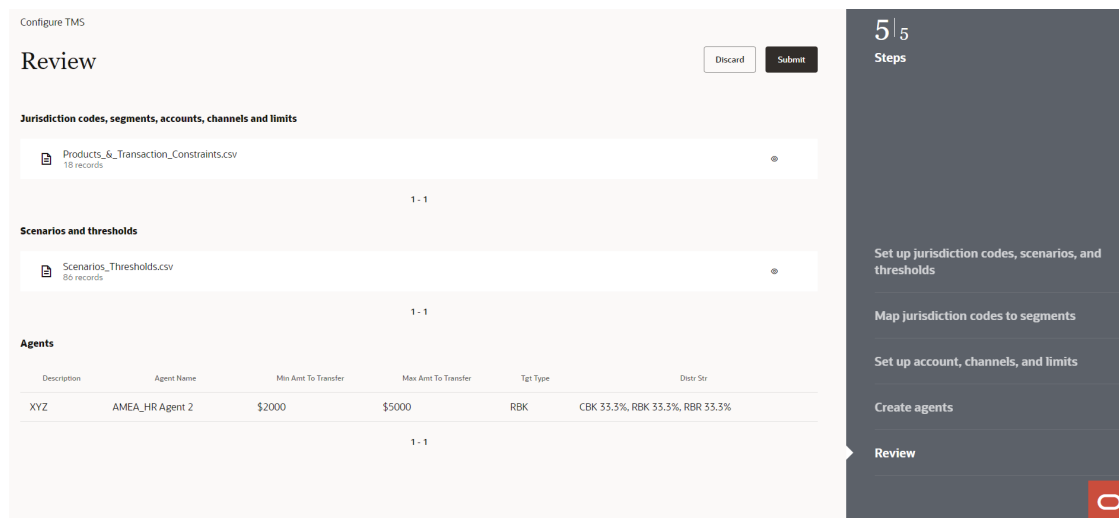 Configure TMS
Review
Discard
Submit
Jurisdiction codes, segments, accounts, channels and limits
Products_&_Transaction_Constraints.csv
18 records
1 - 1
Scenarios and thresholds
Scenarios_Thresholds.csv
86 records
1 - 1
Agents
Description Agent Name Min Amt To Transfer Max Amt To Transfer Tgt Type Distr Str
XYZ AMEA_HR Agent 2 $2000 $5000 RBK CBK 33.3%, RBK 33.3%, RBR 33.3%
1 - 1
5 | 5
Steps
Set up jurisdiction codes, scenarios, and
thresholds
Map jurisdiction codes to segments
Set up account, channels, and limits
Create agents
Review